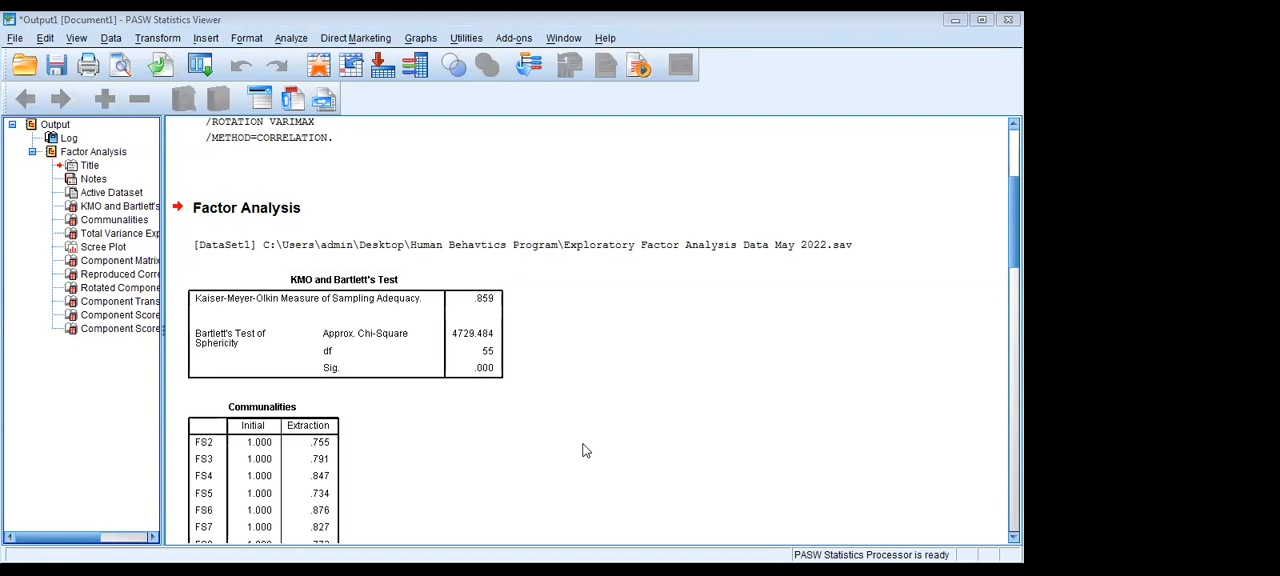 *Output1 [Document1] - PASW Statistics Viewer
File Edit View Data Transform Insert Format Analyze Direct Marketing Graphs Utilities Add-ons Window Help
Output
Log
Factor Analysis
Title
Notes
Active Dataset
KMO and Bartlett's
Communalities
Total Variance Exp
Scree Plot
Component Matrix
Reproduced Corre
Rotated Compone
Component Trans
Component Score
Component Score
/ROTATION VARIMAX
/METHOD=CORRELATION.
Factor Analysis
[DataSet1] C:\Users\admin\Desktop\Human Behavtics Program\Exploratory Factor Analysis Data May 2022.sav
KMO and Bartlett's Test
Kaiser-Meyer-Olkin Measure of Sampling Adequacy. .859
Bartlett's Test of Approx. Chi-Square 4729.484
Sphericity
df 55
Sig. .000
Communalities
Initial Extraction
FS2 1.000 .755
FS3 1.000 .791
FS4 1.000 .847
FS5 1.000 .734
FS6 1.000 .876
FS7 1.000 .827
PASW Statistics Processor is ready